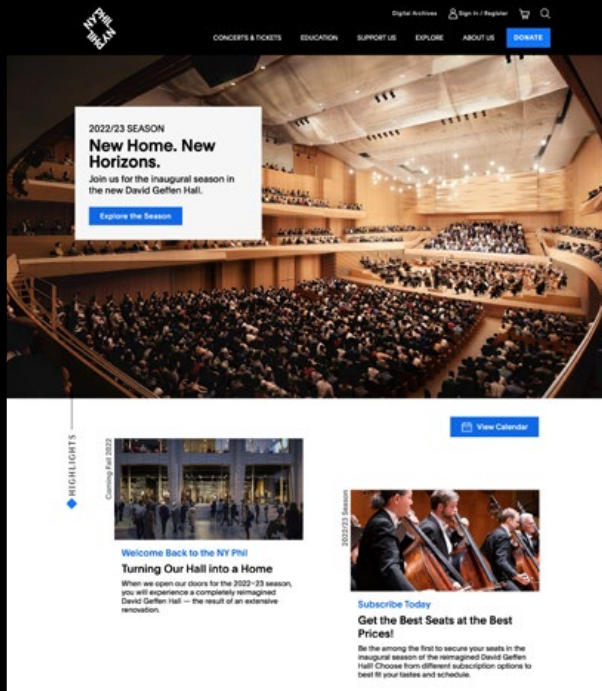 NY PHIL
NY PHIL
Digital Archives
Sign In / Register
CONCERTS & TICKETS
EDUCATION
SUPPORT US
EXPLORE
ABOUT US
DONATE
2022/23 SEASON
New Home. New
Horizons.
Join us for the inaugural season in
the new David Geffen Hall.
Explore the Season
View Calendar
HIGHLIGHTS
Coming Fall 2022
Welcome Back to the NY Phil
Turning Our Hall into a Home
When we open our doors for the 2022–23 season,
you will experience a completely reimagined
David Geffen Hall — the result of an extensive
renovation.
2022/23 Season
Subscribe Today
Get the Best Seats at the Best
Prices!
Be the among the first to secure your seats in the
inaugural season of the reimagined David Geffen
Hall! Choose from different subscription options to
best fit your tastes and schedule.